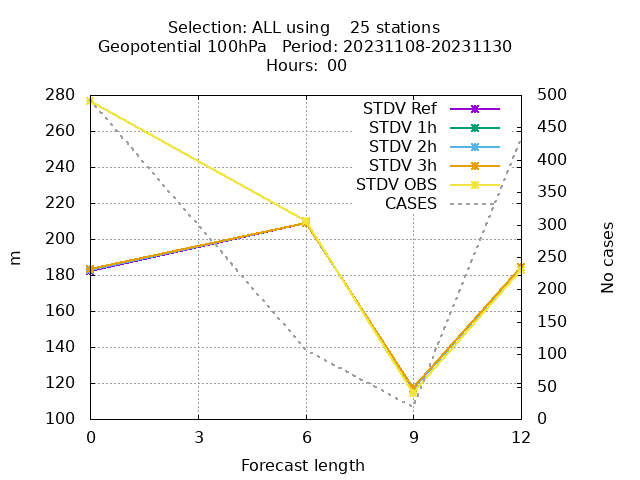 Selection: ALL using    25 stations
Geopotential 100hPa   Period: 20231108-20231130
Hours:  00
280
260
240
220
200
180
160
140
120
100
m
500
450
400
350
300
250
200
150
100
50
0
No cases
STDV Ref
STDV 1h
STDV 2h
STDV 3h
STDV OBS
CASES
0 3 6 9 12
Forecast length